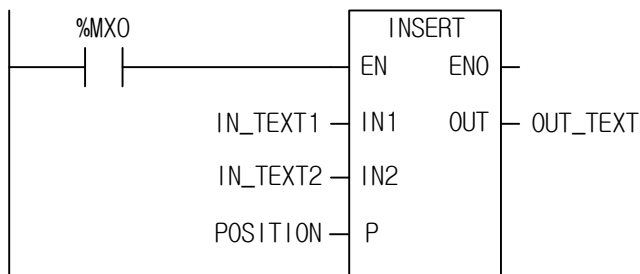 %MX0
INSERT
EN ENO
IN_TEXT1 IN1 OUT OUT_TEXT
IN_TEXT2 IN2
POSITION P